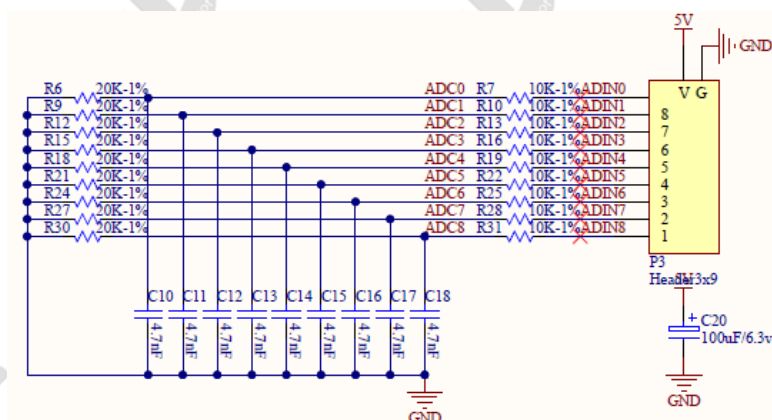 5V
GND
R6 20K-1% ADC0 R7 10K-1% ADIN0 V G
R9 20K-1% ADC1 R10 10K-1% ADIN1 8
R12 20K-1% ADC2 R13 10K-1% ADIN2 7
R15 20K-1% ADC3 R16 10K-1% ADIN3 6
R18 20K-1% ADC4 R19 10K-1% ADIN4 5
R21 20K-1% ADC5 R22 10K-1% ADIN5 4
R24 20K-1% ADC6 R25 10K-1% ADIN6 3
R27 20K-1% ADC7 R28 10K-1% ADIN7 2
R30 20K-1% ADC8 R31 10K-1% ADIN8 1
P3
Header3x9
C10 C11 C12 C13 C14 C15 C16 C17 C18
4.7nF 4.7nF 4.7nF 4.7nF 4.7nF 4.7nF 4.7nF 4.7nF 4.7nF
+ C20
100uF/6.3v
GND
GND